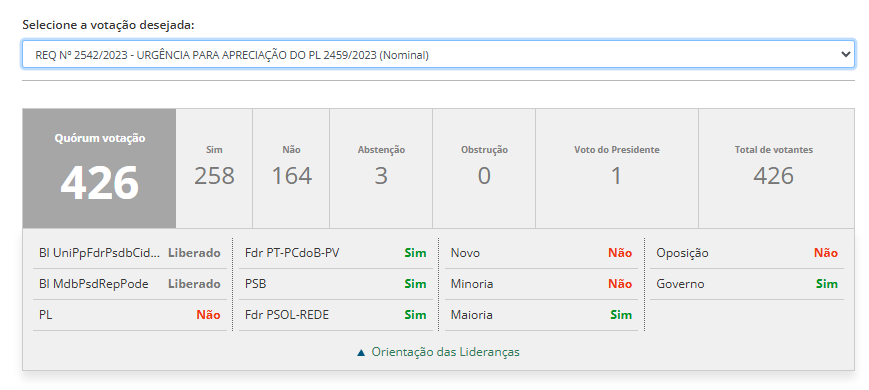 Selecione a votação desejada:
REQ Nº 2542/2023 - URGÊNCIA PARA APRECIAÇÃO DO PL 2459/2023 (Nominal)
Quórum votação
426
Sim
258
Não
164
Abstenção
3
Obstrução
0
Voto do Presidente
1
Total de votantes
426
Bl UniPpFdrPsdbCid... Liberado
Bl MdbPsdRepPode Liberado
PL Não
Fdr PT-PCdoB-PV Sim
PSB Sim
Fdr PSOL-REDE Sim
Novo Não
Minoria Não
Maioria Sim
Oposição Não
Governo Sim
▲ Orientação das Lideranças